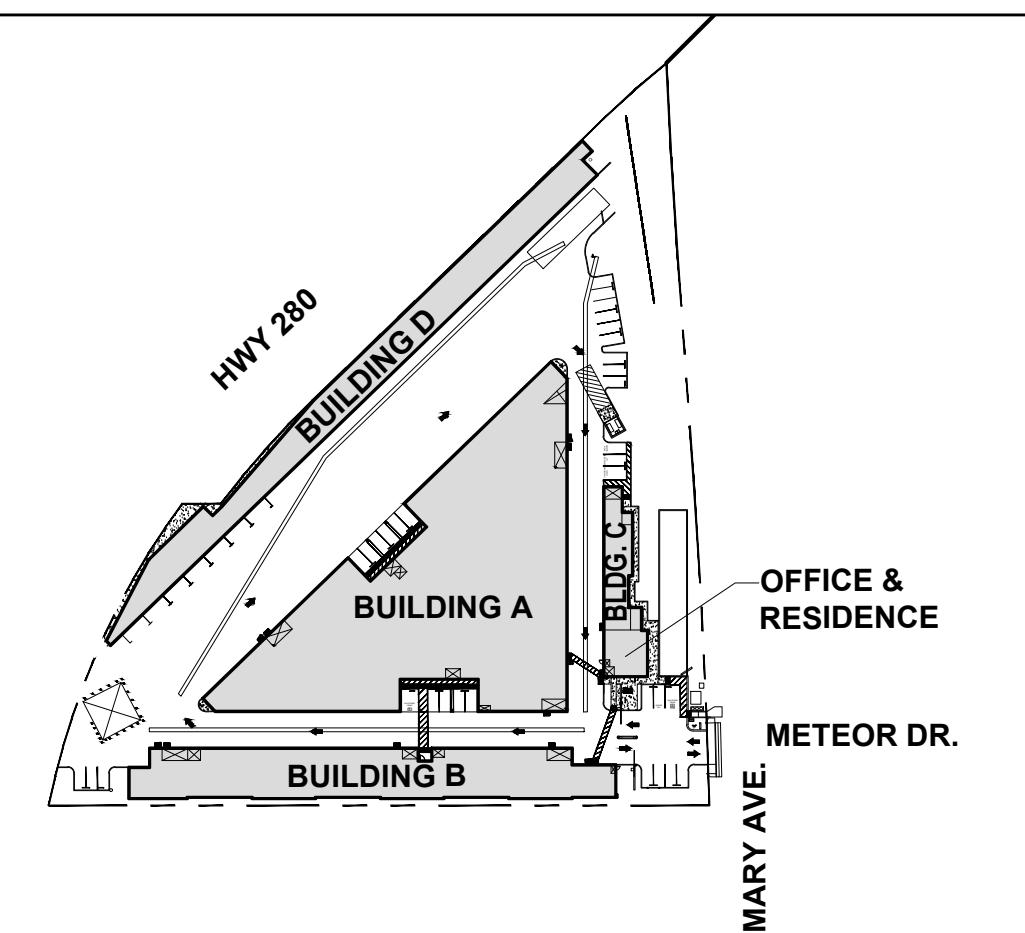 HWY 280
BUILDING D
BUILDING A
BLDG. C
OFFICE &
RESIDENCE
METEOR DR.
BUILDING B
MARY AVE.